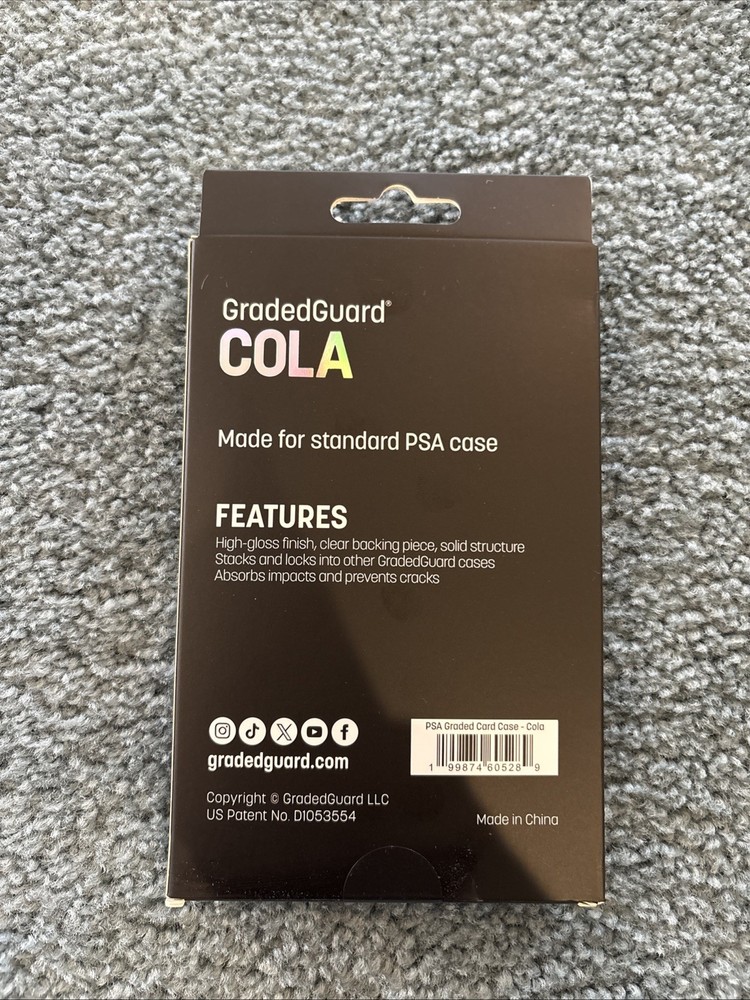 GradedGuard®
COLA
Made for standard PSA case
FEATURES
High-gloss finish, clear backing piece, solid structure
Stacks and locks into other GradedGuard cases
Absorbs impacts and prevents cracks
gradedguard.com
PSA Graded Card Case - Cola
1 99874 60528 9
Copyright © GradedGuard LLC
US Patent No. D1053554
Made in China